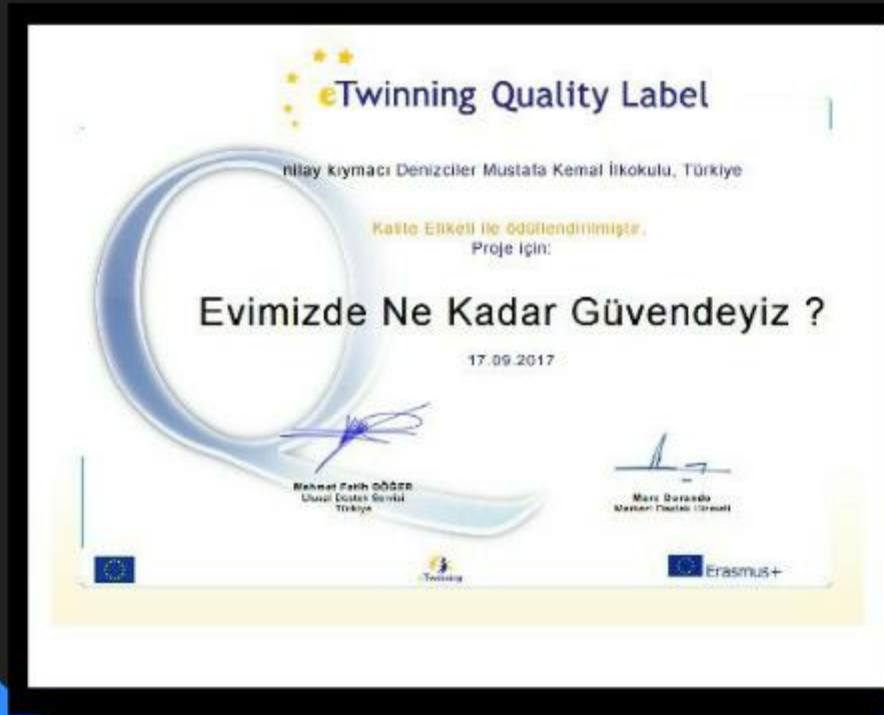 eTwinning Quality Label
nilay kıymacı Denizciler Mustafa Kemal İlkokulu, Türkiye
Kalite Etiketi ile ödüllendirilmiştir.
Proje için:
Evimizde Ne Kadar Güvendeyiz ?
17.09.2017
Mehmet Fatih DÖĞER
Ulusal Destek Servisi
Türkiye
Marc Durando
Merkezi Destek
eTwinning
Erasmus+